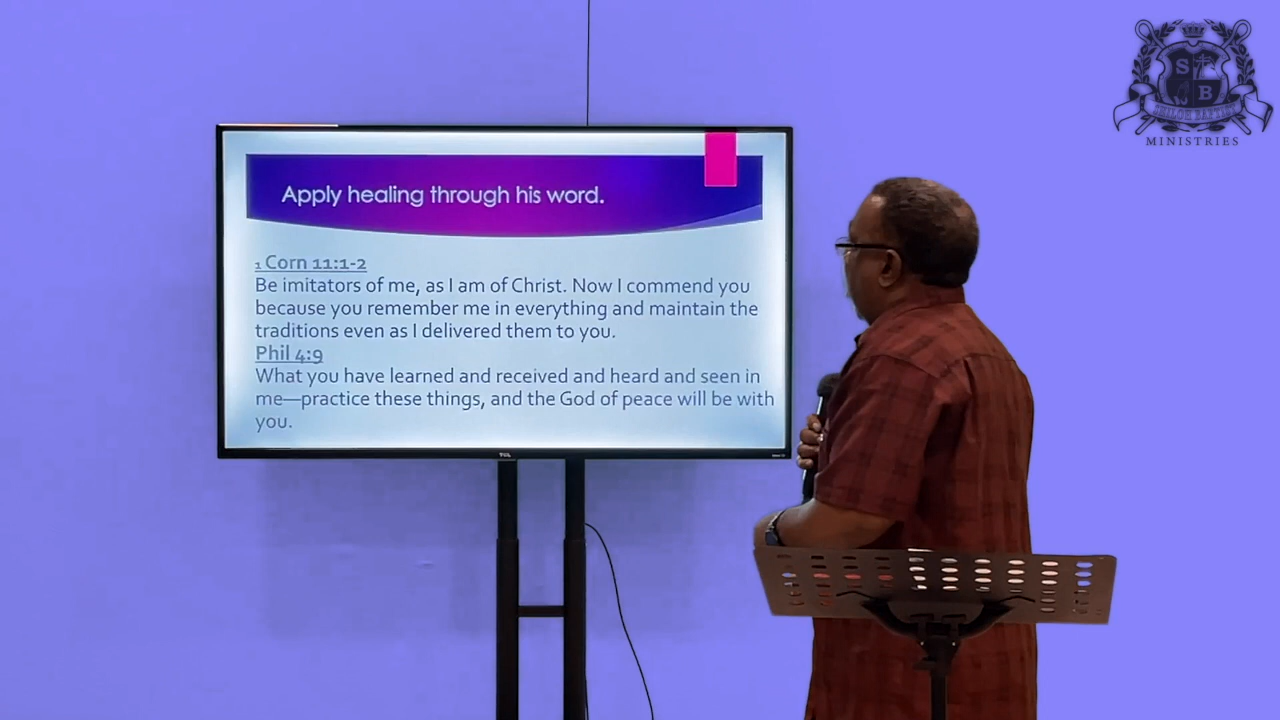 Apply healing through his word.
1 Corn 11:1-2
Be imitators of me, as I am of Christ. Now I commend you
because you remember me in everything and maintain the
traditions even as I delivered them to you.
Phil 4:9
What you have learned and received and heard and seen in
me—practice these things, and the God of peace will be with
you.
TCL
S
B
SHILOH BAPTIST
MINISTRIES